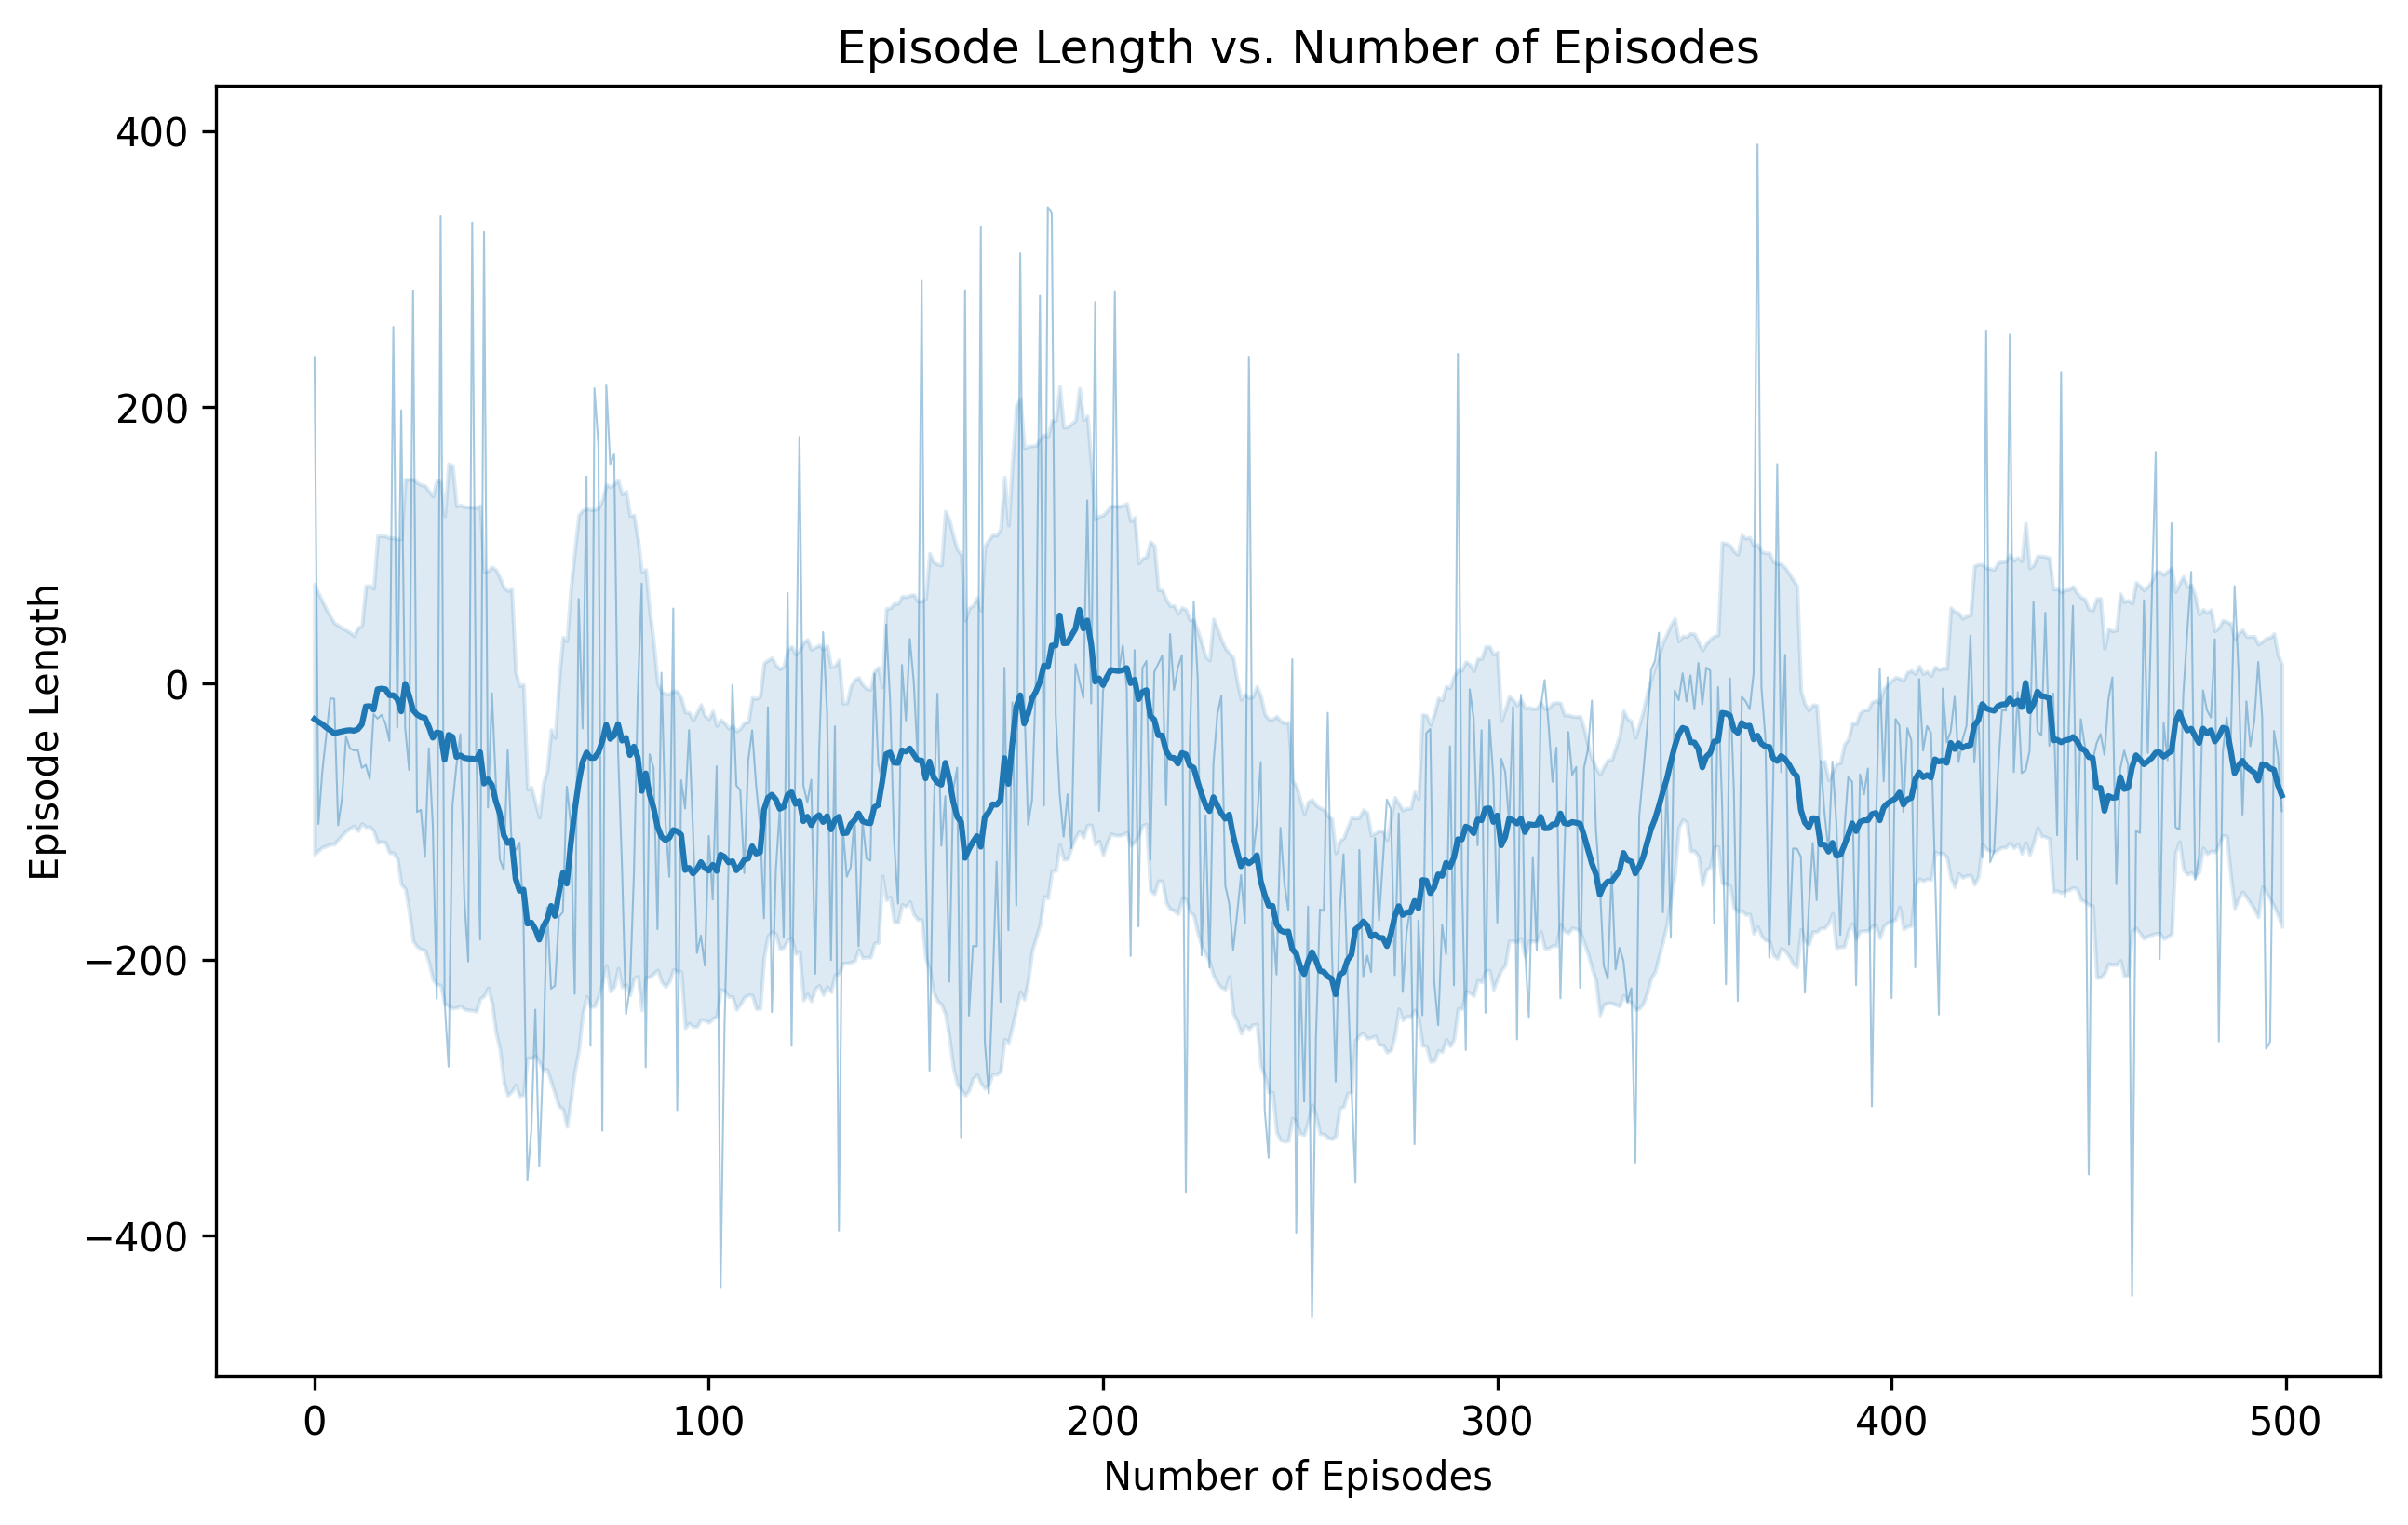 Episode Length vs. Number of Episodes
400
200
0
−200
−400
Episode Length
0 100 200 300 400 500
Number of Episodes